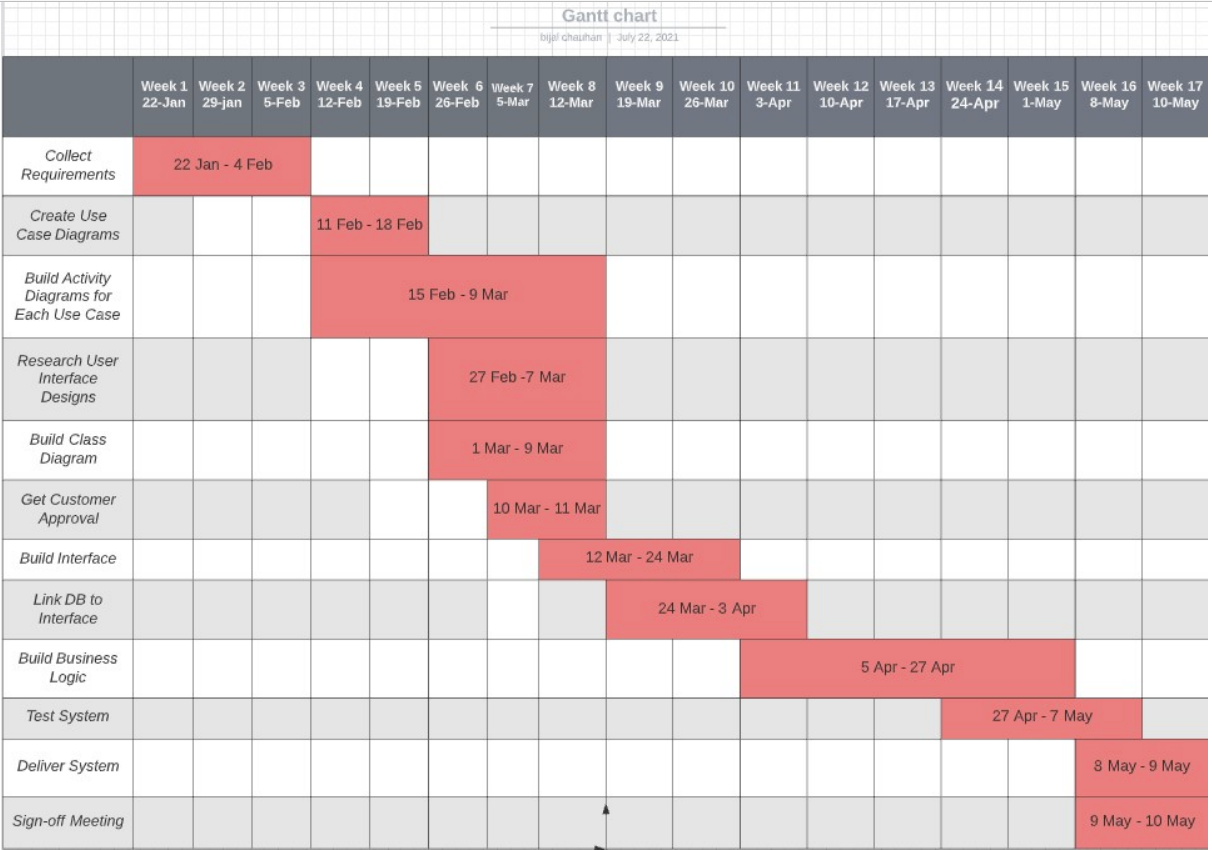 Gantt chart
bijal chauhan | July 22, 2021
Week 1 Week 2 Week 3 Week 4 Week 5 Week 6 Week 7 Week 8 Week 9 Week 10 Week 11 Week 12 Week 13 Week 14 Week 15 Week 16 Week 17
22-Jan 29-jan 5-Feb 12-Feb 19-Feb 26-Feb 5-Mar 12-Mar 19-Mar 26-Mar 3-Apr 10-Apr 17-Apr 24-Apr 1-May 8-May 10-May
Collect
Requirements
22 Jan - 4 Feb
Create Use
Case Diagrams
11 Feb - 18 Feb
Build Activity
Diagrams for
Each Use Case
15 Feb - 9 Mar
Research User
Interface
Designs
27 Feb -7 Mar
Build Class
Diagram
1 Mar - 9 Mar
Get Customer
Approval
10 Mar - 11 Mar
Build Interface
12 Mar - 24 Mar
Link DB to
Interface
24 Mar - 3 Apr
Build Business
Logic
5 Apr - 27 Apr
Test System
27 Apr - 7 May
Deliver System
8 May - 9 May
Sign-off Meeting
9 May - 10 May